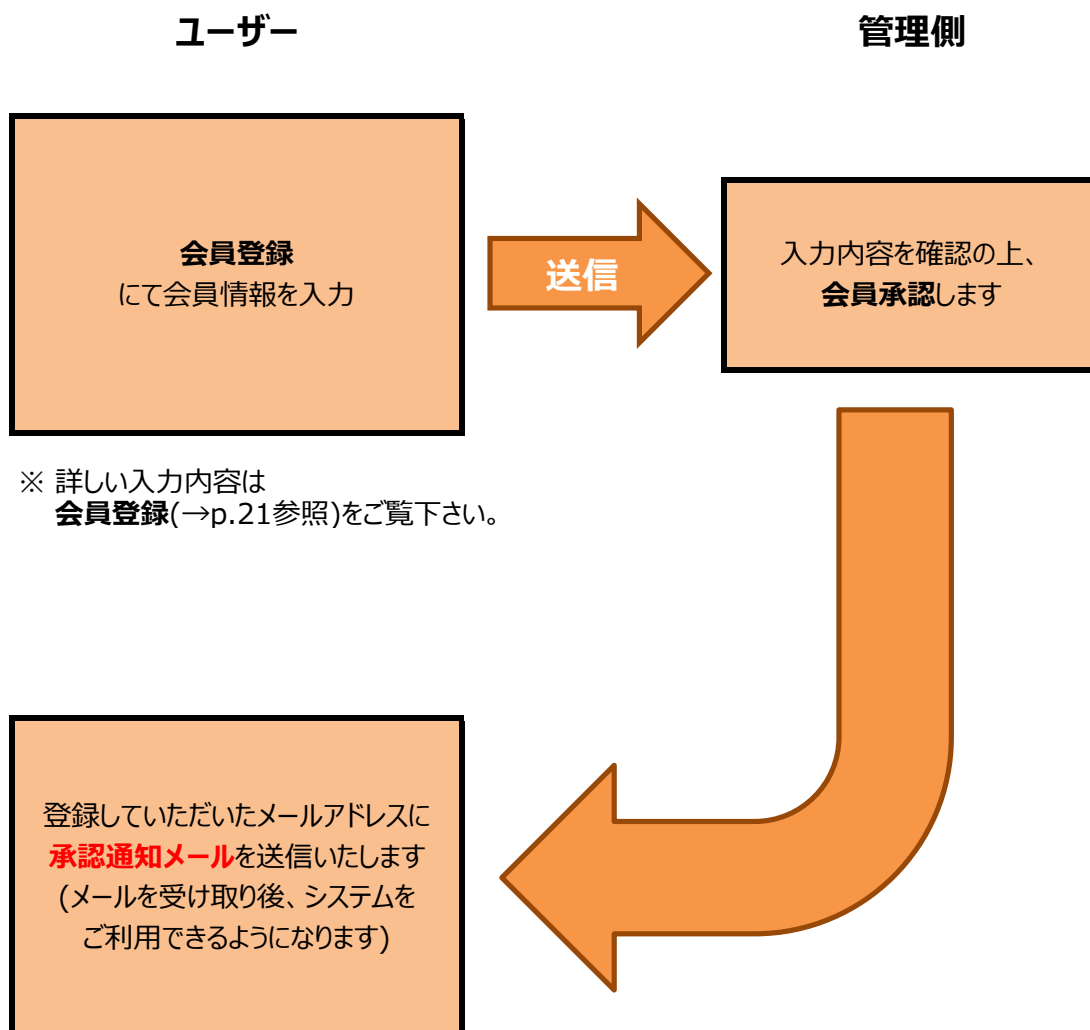 ユーザー
管理側
会員登録
にて会員情報を入力
送信
入力内容を確認の上、
会員承認します
※ 詳しい入力内容は
会員登録(→p.21参照)をご覧下さい。
登録していただいたメールアドレスに
承認通知メールを送信いたします
(メールを受け取り後、システムを
ご利用できるようになります)